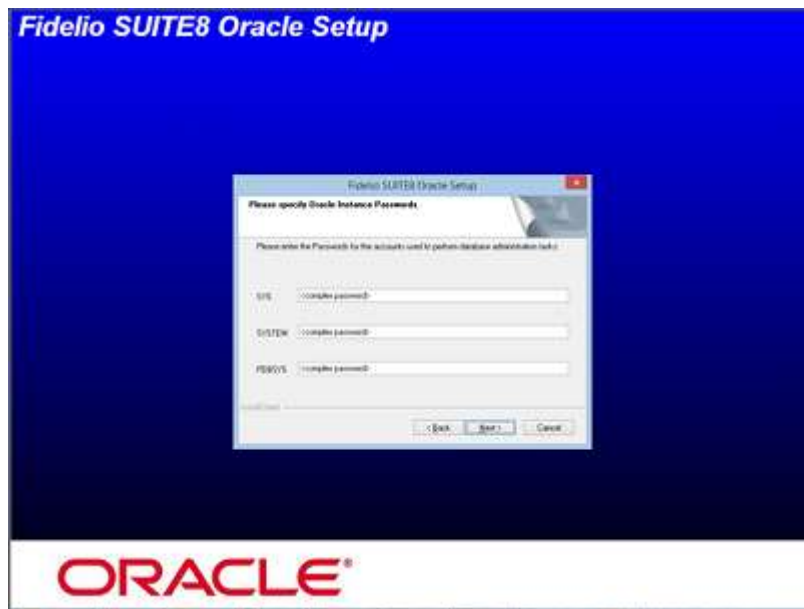 Fidelio SUITE8 Oracle Setup
Fidelio SUITE8 Oracle Setup
Please specify Oracle Instance Passwords.
Please enter the Passwords for the accounts used to perform database administration tasks
SYS <complex password>
SYSTEM <complex password>
PDBSYS <complex password>
InstallShield
< Back Next > Cancel
ORACLE®